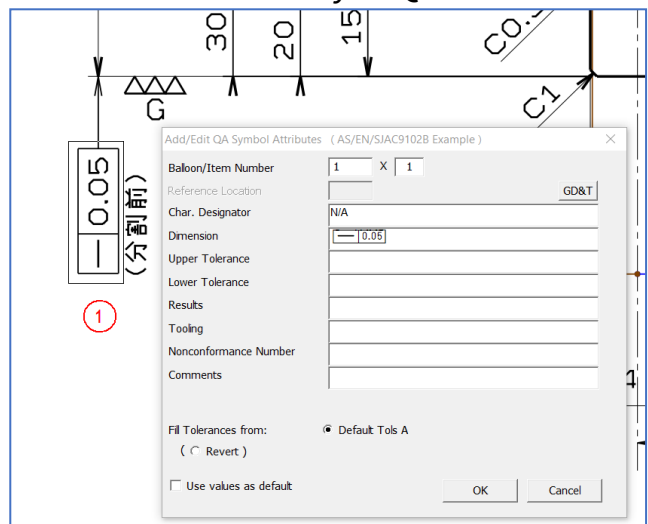 30
20
15
C0.
G
C1
— 0.05
(分割前)
1
Add/Edit QA Symbol Attributes ( AS/EN/SJAC9102B Example )
Balloon/Item Number 1 X 1
Reference Location GD&T
Char. Designator N/A
Dimension — 0.05
Upper Tolerance
Lower Tolerance
Results
Tooling
Nonconformance Number
Comments
Fill Tolerances from: Default Tols A
( Revert )
Use values as default
OK Cancel
4